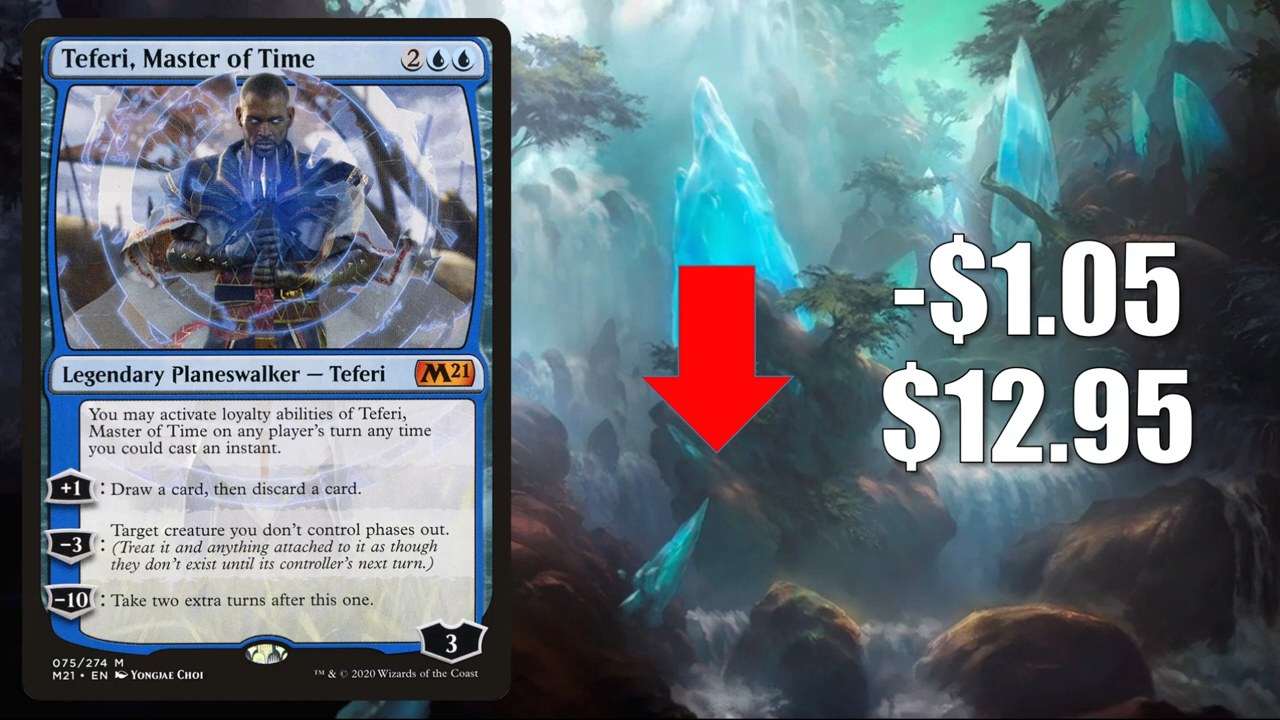 Teferi, Master of Time 2
Legendary Planeswalker — Teferi M21
You may activate loyalty abilities of Teferi,
Master of Time on any player's turn any time
you could cast an instant.
+1 : Draw a card, then discard a card.
−3 : Target creature you don't control phases out.
(Treat it and anything attached to it as though
they don't exist until its controller's next turn.)
−10 : Take two extra turns after this one.
3
075/274 M
M21 • EN Yongjae Choi
™ & © 2020 Wizards of the Coast
-$1.05
$12.95